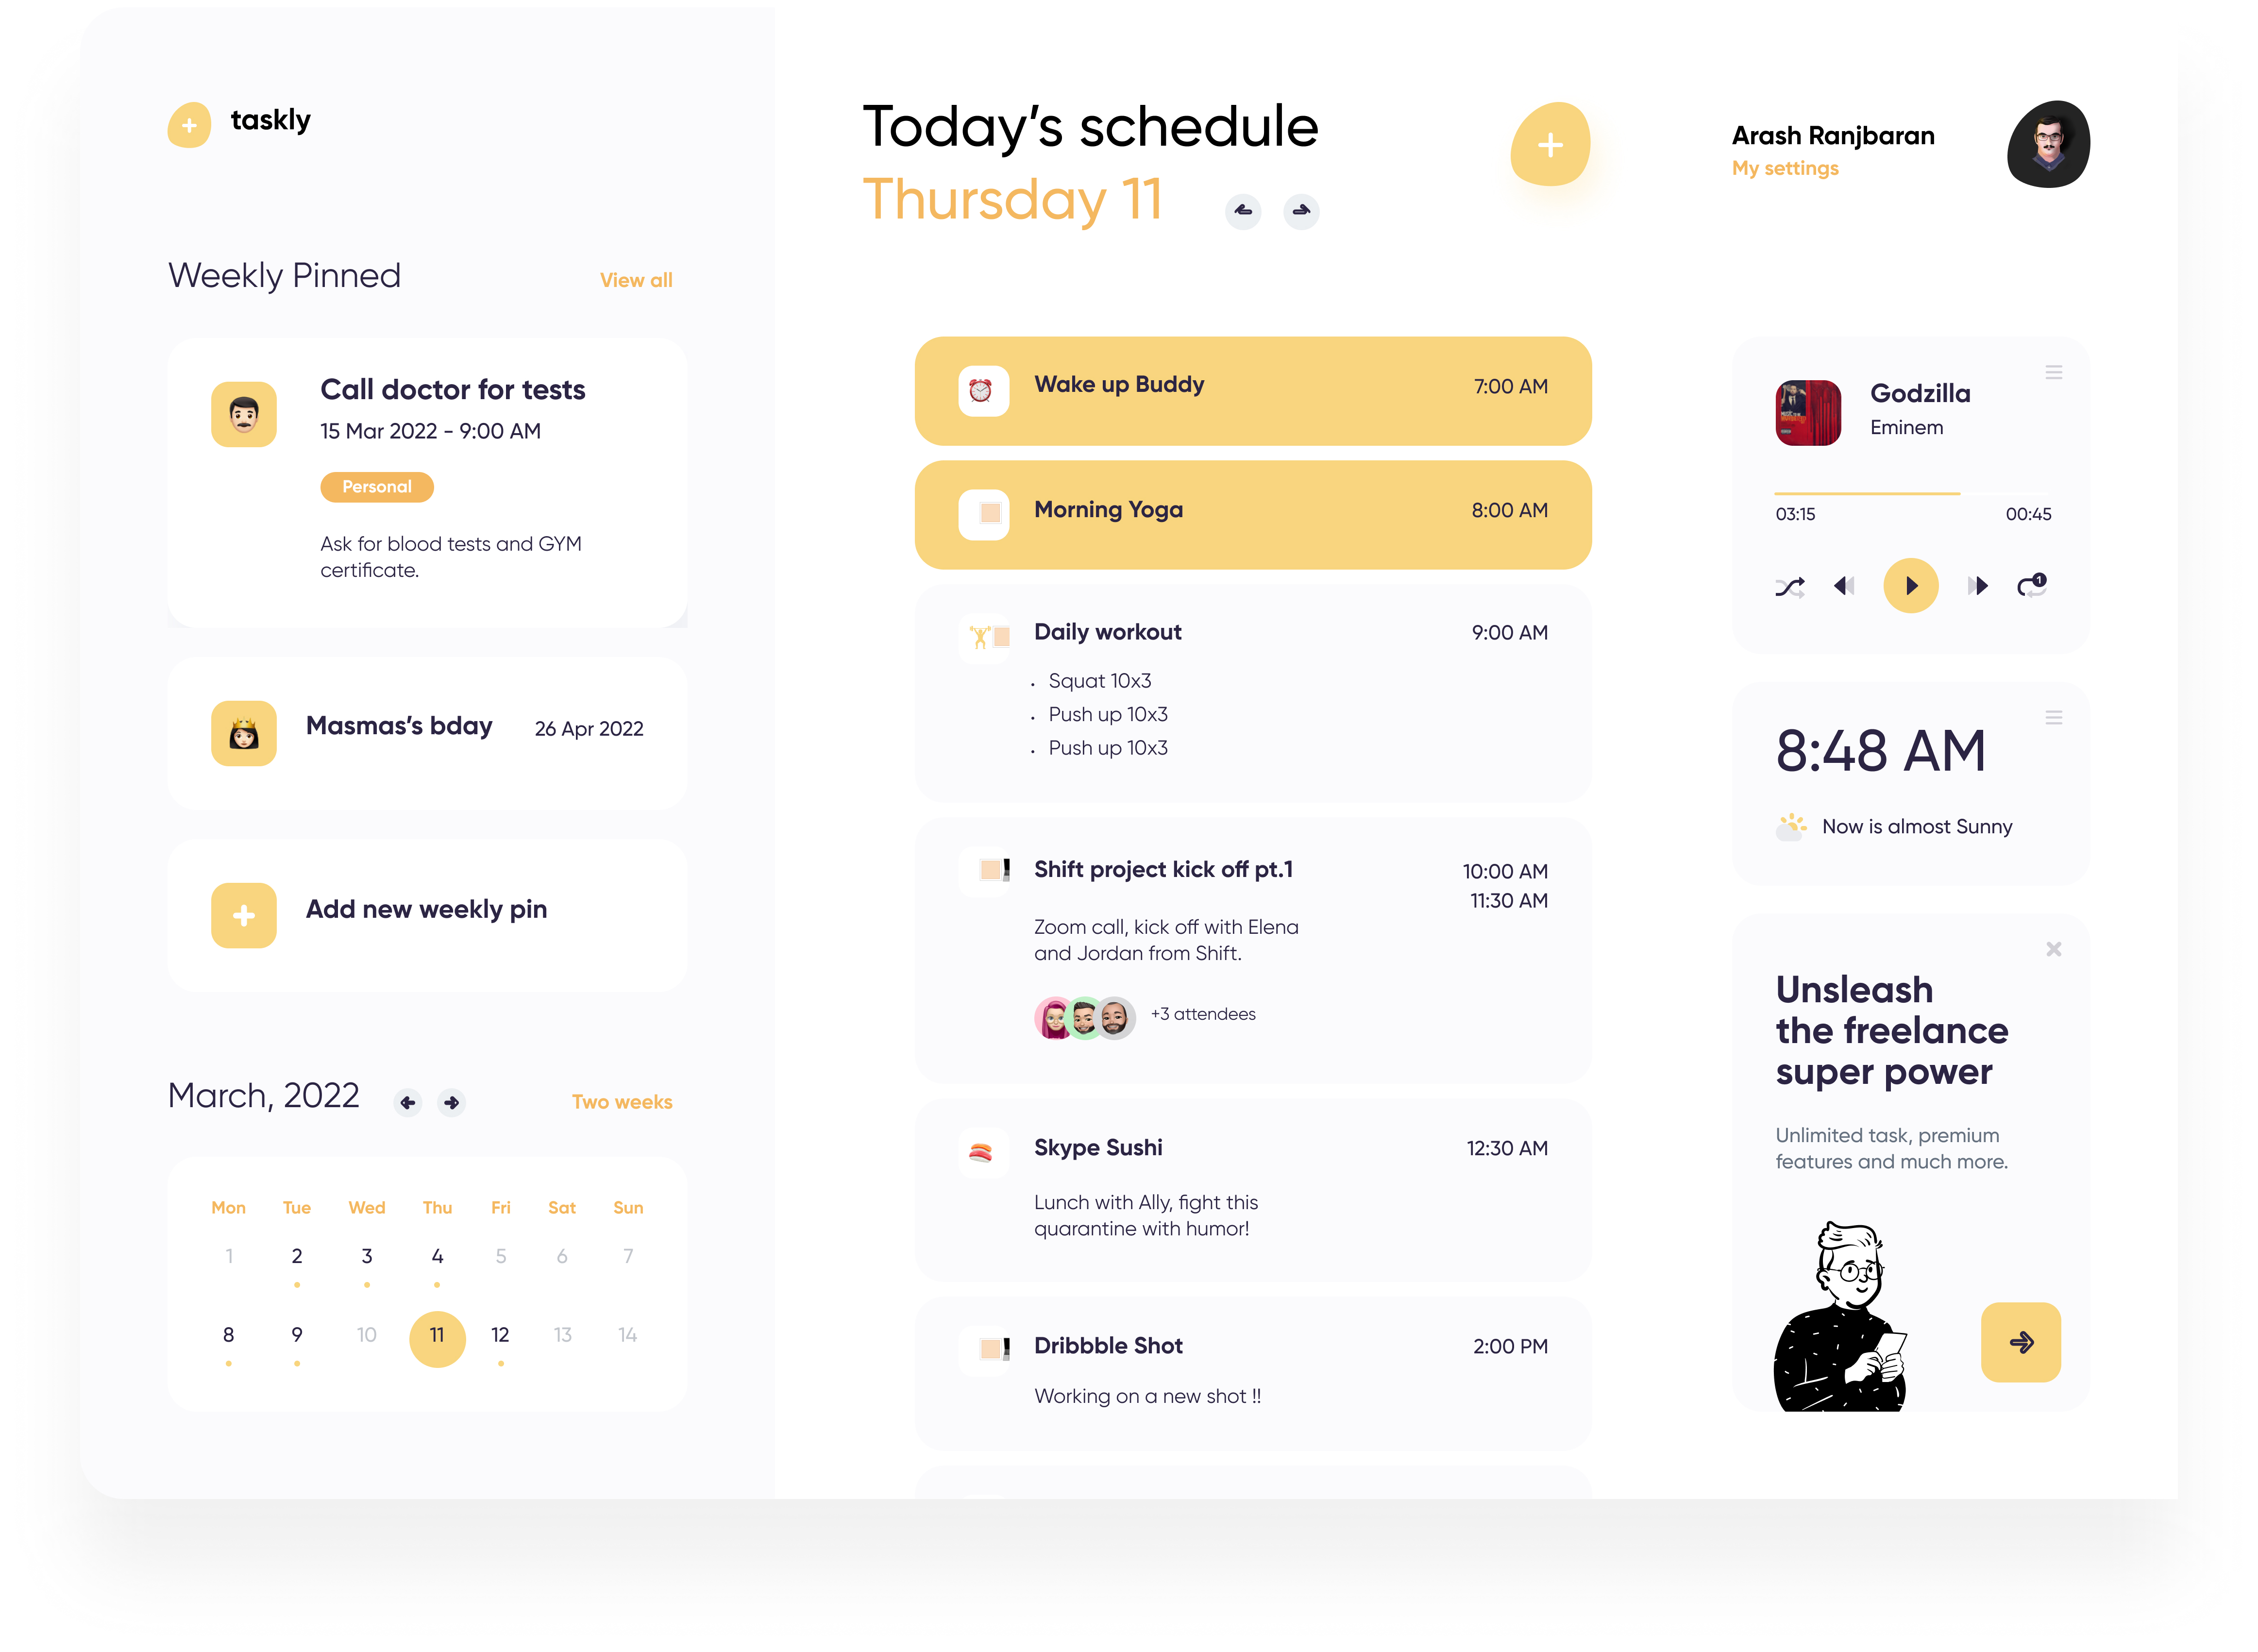 taskly
Weekly Pinned
View all
Call doctor for tests
15 Mar 2022 - 9:00 AM
Personal
Ask for blood tests and GYM
certificate.
Masmas’s bday
26 Apr 2022
Add new weekly pin
March, 2022
Two weeks
Mon Tue Wed Thu Fri Sat Sun
1 2 3 4 5 6 7
8 9 10 11 12 13 14
Today’s schedule
Thursday 11
Wake up Buddy
7:00 AM
Morning Yoga
8:00 AM
Daily workout
9:00 AM
• Squat 10x3
• Push up 10x3
• Push up 10x3
Shift project kick off pt.1
10:00 AM
11:30 AM
Zoom call, kick off with Elena
and Jordan from Shift.
+3 attendees
Skype Sushi
12:30 AM
Lunch with Ally, fight this
quarantine with humor!
Dribbble Shot
2:00 PM
Working on a new shot !!
Arash Ranjbaran
My settings
Godzilla
Eminem
03:15
00:45
1
8:48 AM
Now is almost Sunny
Unsleash
the freelance
super power
Unlimited task, premium
features and much more.